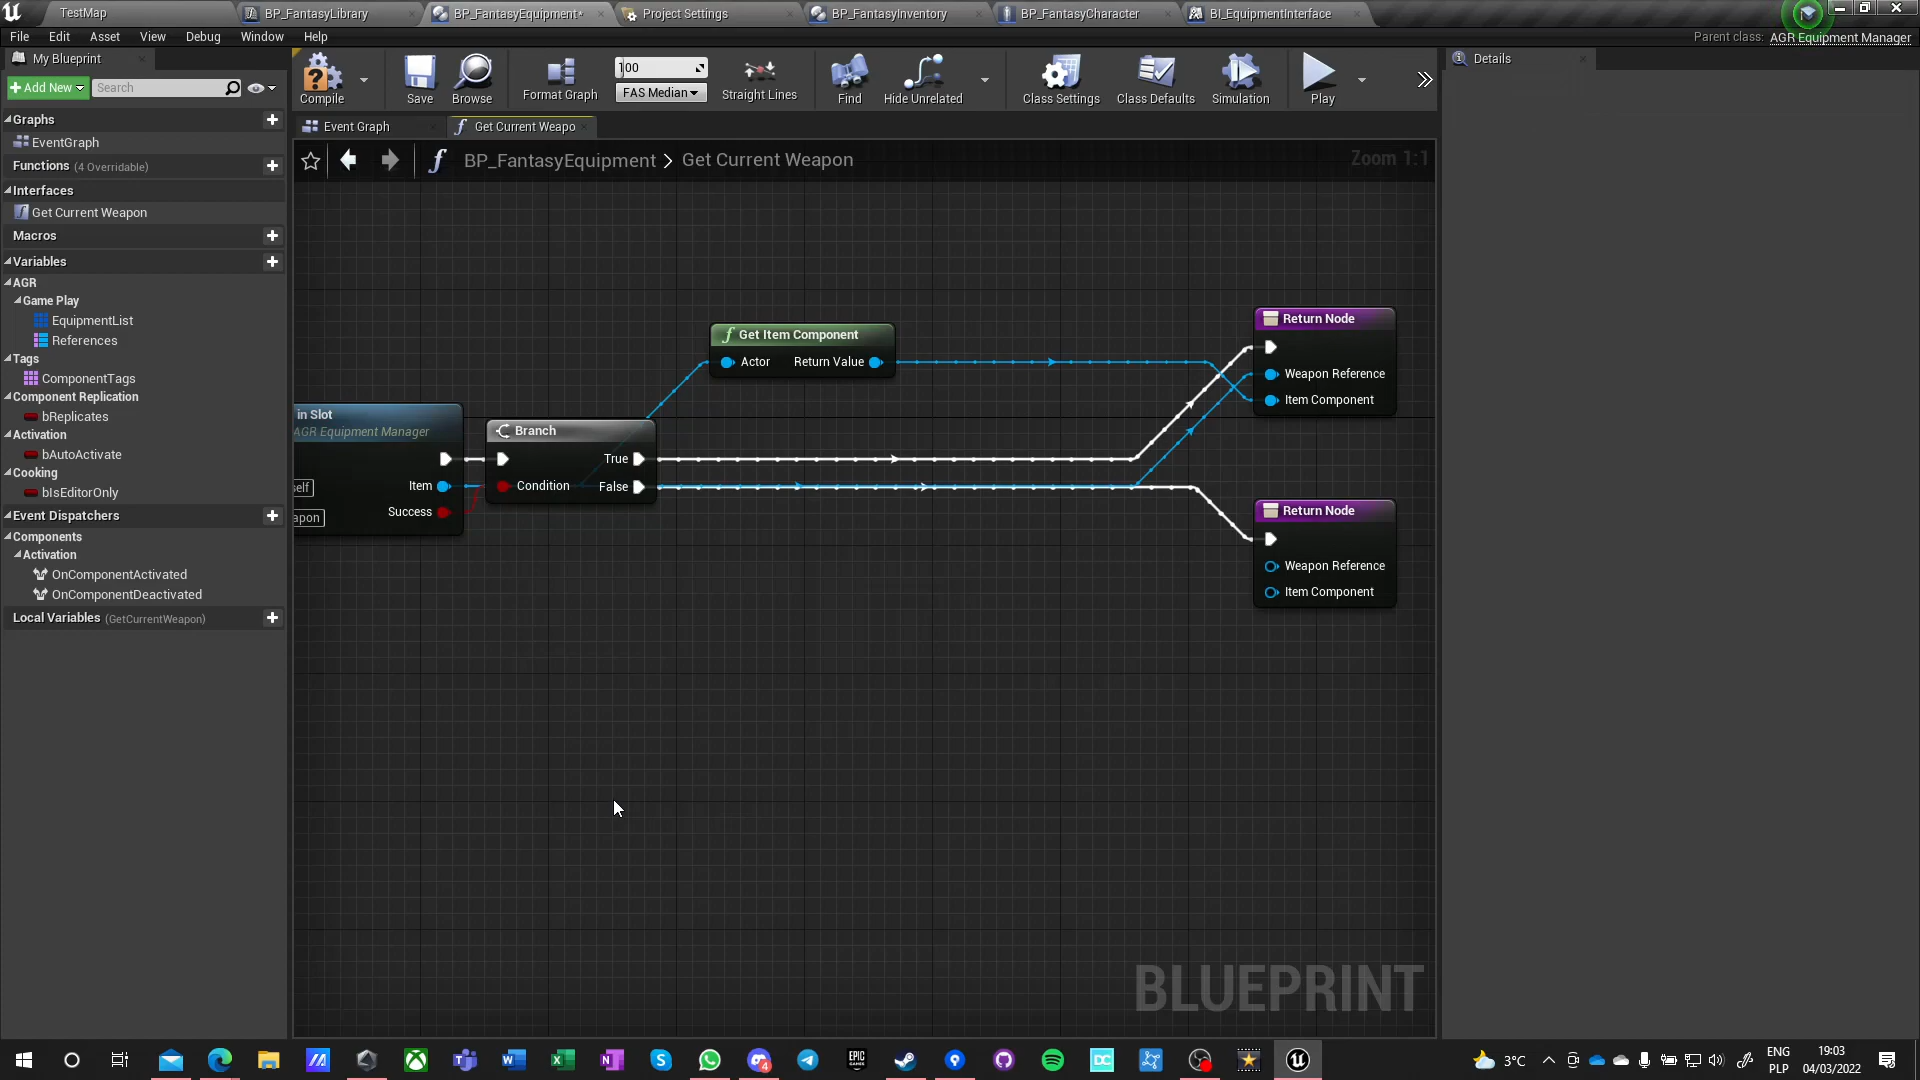 TestMap
BP_FantasyLibrary
BP_FantasyEquipment*
Project Settings
BP_FantasyInventory
BP_FantasyCharacter
BI_EquipmentInterface
File Edit Asset View Debug Window Help
Parent class: AGR Equipment Manager
My Blueprint
Add New
Search
Compile
Save
Browse
Format Graph
100
FAS Median
Straight Lines
Find
Hide Unrelated
Class Settings
Class Defaults
Simulation
Play
Details
Event Graph
Get Current Weapo
BP_FantasyEquipment > Get Current Weapon
Zoom 1:1
Graphs
EventGraph
Functions (4 Overridable)
Interfaces
Get Current Weapon
Macros
Variables
AGR
Game Play
EquipmentList
References
Tags
ComponentTags
Component Replication
bReplicates
Activation
bAutoActivate
Cooking
bIsEditorOnly
Event Dispatchers
Components
Activation
OnComponentActivated
OnComponentDeactivated
Local Variables (GetCurrentWeapon)
in Slot
AGR Equipment Manager
Item
Success
elf
apon
Branch
True
Condition
False
Get Item Component
Actor
Return Value
Return Node
Weapon Reference
Item Component
Return Node
Weapon Reference
Item Component
BLUEPRINT
3°C
ENG
PLP
19:03
04/03/2022